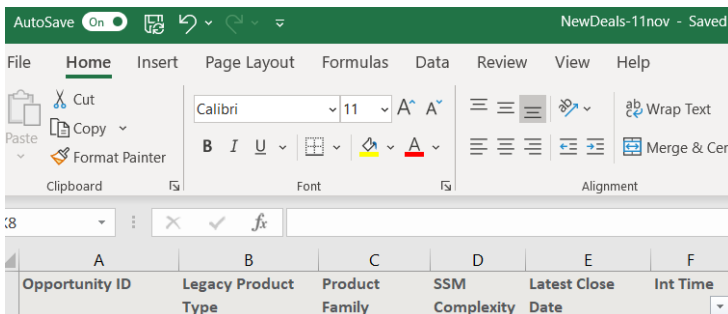 AutoSave On NewDeals-11nov - Saved
File Home Insert Page Layout Formulas Data Review View Help
Cut
Calibri 11 A A ab Wrap Text
Paste Copy
Format Painter B I U A Merge & Cen
Clipboard Font Alignment
K8 fx
A B C D E F
Opportunity ID Legacy Product Product SSM Latest Close Int Time
Type Family Complexity Date